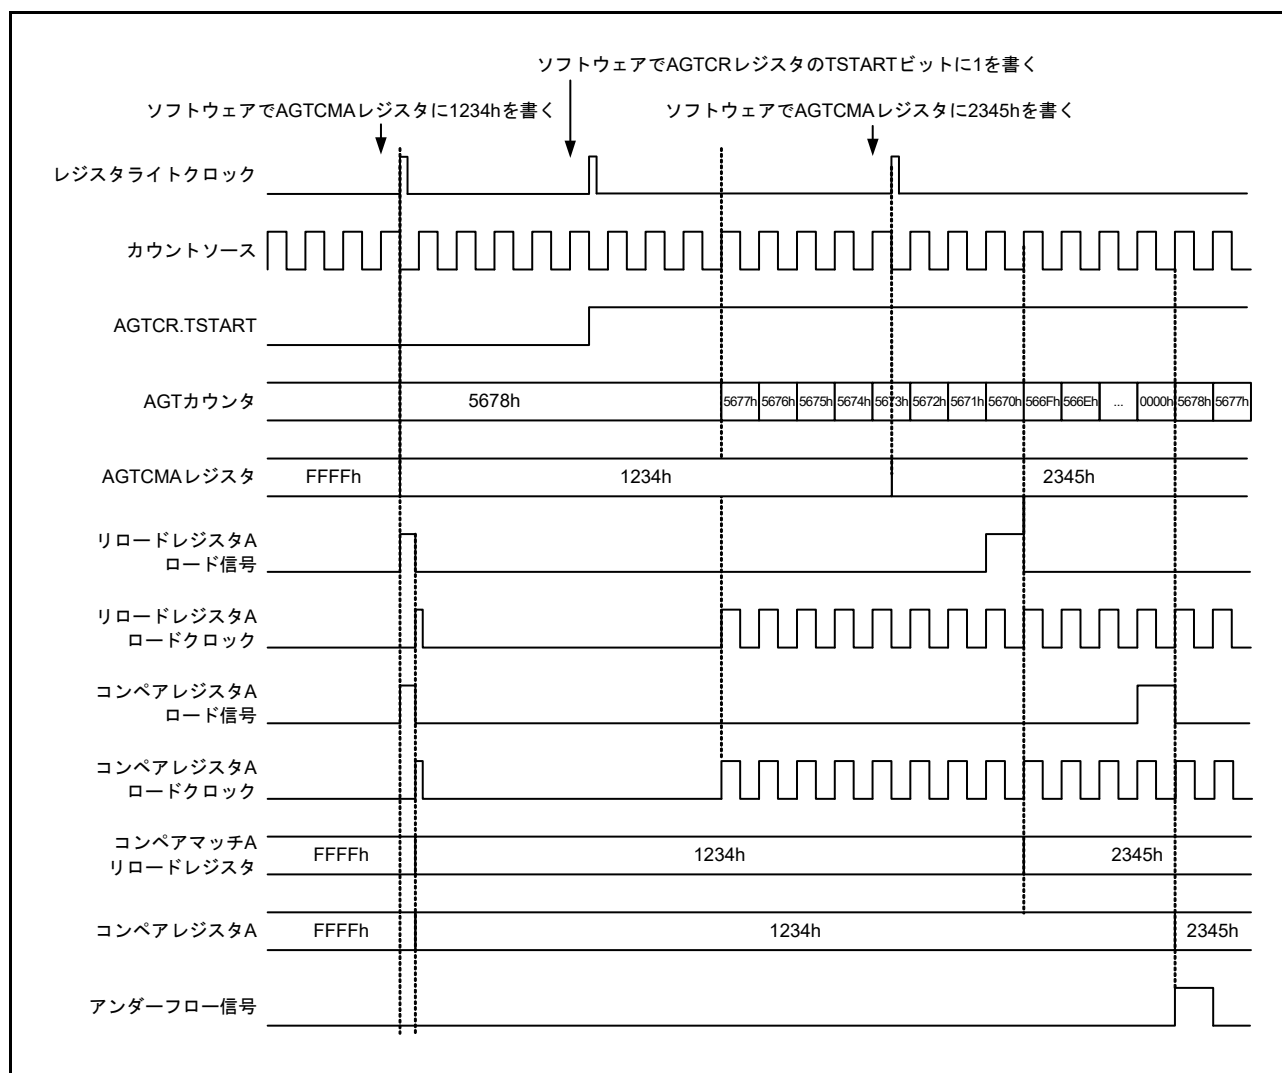 ソフトウェアでAGTCRレジスタのTSTARTビットに1を書く
ソフトウェアでAGTCMAレジスタに1234hを書く
ソフトウェアでAGTCMAレジスタに2345hを書く
レジスタライトクロック
カウントソース
AGTCR.TSTART
AGTカウンタ
5678h
5677h 5676h 5675h 5674h 5673h 5672h 5671h 5670h 566Fh 566Eh ... 0000h 5678h 5677h
AGTCMAレジスタ
FFFFh
1234h
2345h
リロードレジスタA
ロード信号
リロードレジスタA
ロードクロック
コンペアレジスタA
ロード信号
コンペアレジスタA
ロードクロック
コンペアマッチA
リロードレジスタ
FFFFh
1234h
2345h
コンペアレジスタA
FFFFh
1234h
2345h
アンダーフロー信号